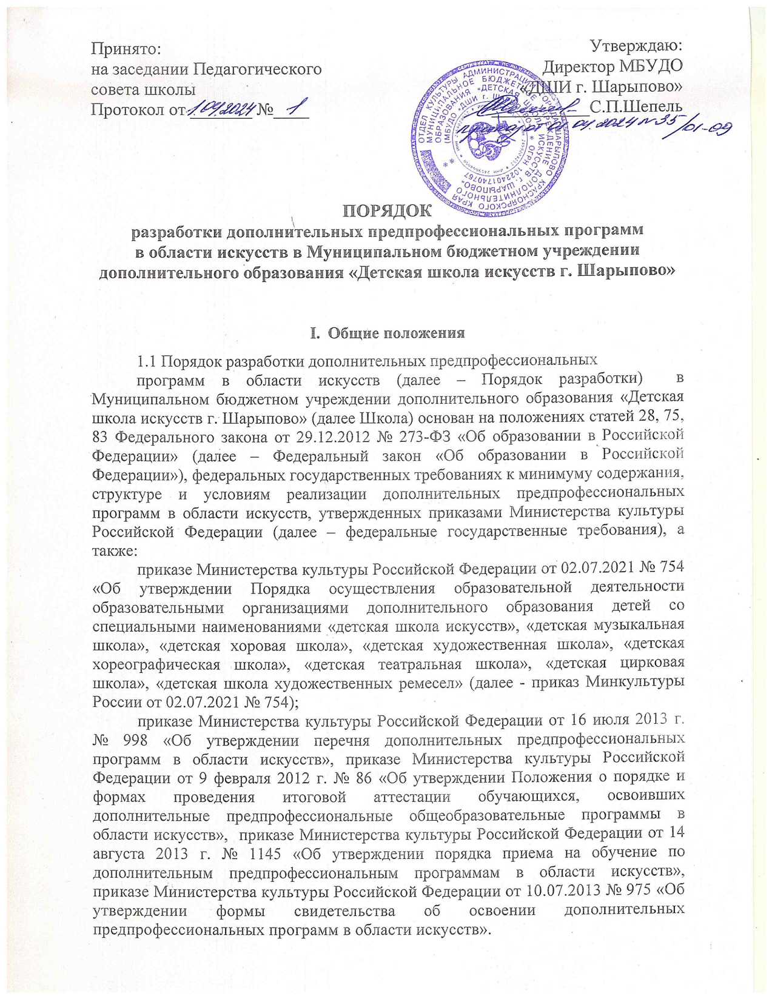 Принято:
на заседании Педагогического
совета школы
Протокол от 1.04.2024 № 1
Утверждаю:
Директор МБУДО
«ДШИ г. Шарыпово»
С.П.Шепель
приказ от 01.04.2024 № 35/01-09
ОТДЕЛ КУЛЬТУРЫ АДМИНИСТРАЦИИ ГОРОДА ШАРЫПОВО КРАСНОЯРСКОГО КРАЯ
МУНИЦИПАЛЬНОЕ БЮДЖЕТНОЕ УЧРЕЖДЕНИЕ ДОПОЛНИТЕЛЬНОГО
ОБРАЗОВАНИЯ «ДЕТСКАЯ ШКОЛА ИСКУССТВ Г. ШАРЫПОВО»
(МБУДО «ДШИ г. ШАРЫПОВО») * ОГРН 1022401740767
ПОРЯДОК
разработки дополнительных предпрофессиональных программ
в области искусств в Муниципальном бюджетном учреждении
дополнительного образования «Детская школа искусств г. Шарыпово»
I. Общие положения
1.1 Порядок разработки дополнительных предпрофессиональных
программ в области искусств (далее – Порядок разработки) в
Муниципальном бюджетном учреждении дополнительного образования «Детская
школа искусств г. Шарыпово» (далее Школа) основан на положениях статей 28, 75,
83 Федерального закона от 29.12.2012 № 273-ФЗ «Об образовании в Российской
Федерации» (далее – Федеральный закон «Об образовании в Российской
Федерации»), федеральных государственных требованиях к минимуму содержания,
структуре и условиям реализации дополнительных предпрофессиональных
программ в области искусств, утвержденных приказами Министерства культуры
Российской Федерации (далее – федеральные государственные требования), а
также:
приказе Министерства культуры Российской Федерации от 02.07.2021 № 754
«Об утверждении Порядка осуществления образовательной деятельности
образовательными организациями дополнительного образования детей со
специальными наименованиями «детская школа искусств», «детская музыкальная
школа», «детская хоровая школа», «детская художественная школа», «детская
хореографическая школа», «детская театральная школа», «детская цирковая
школа», «детская школа художественных ремесел» (далее - приказ Минкультуры
России от 02.07.2021 № 754);
приказе Министерства культуры Российской Федерации от 16 июля 2013 г.
№ 998 «Об утверждении перечня дополнительных предпрофессиональных
программ в области искусств», приказе Министерства культуры Российской
Федерации от 9 февраля 2012 г. № 86 «Об утверждении Положения о порядке и
формах проведения итоговой аттестации обучающихся, освоивших
дополнительные предпрофессиональные общеобразовательные программы в
области искусств», приказе Министерства культуры Российской Федерации от 14
августа 2013 г. № 1145 «Об утверждении порядка приема на обучение по
дополнительным предпрофессиональным программам в области искусств»,
приказе Министерства культуры Российской Федерации от 10.07.2013 № 975 «Об
утверждении формы свидетельства об освоении дополнительных
предпрофессиональных программ в области искусств».